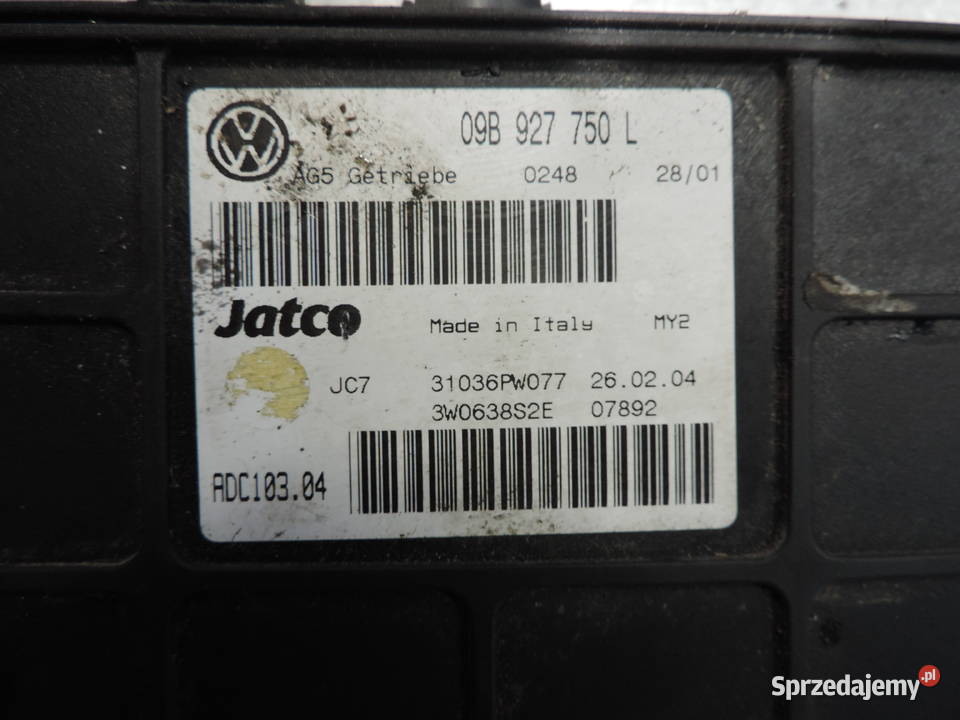 09B 927 750 L
AG5 Getriebe 0248 28/01
Jatco Made in Italy MY2
JC7 31036PW077 26.02.04
3W0638S2E 07892
ADC103.04
Sprzedajemy.pl